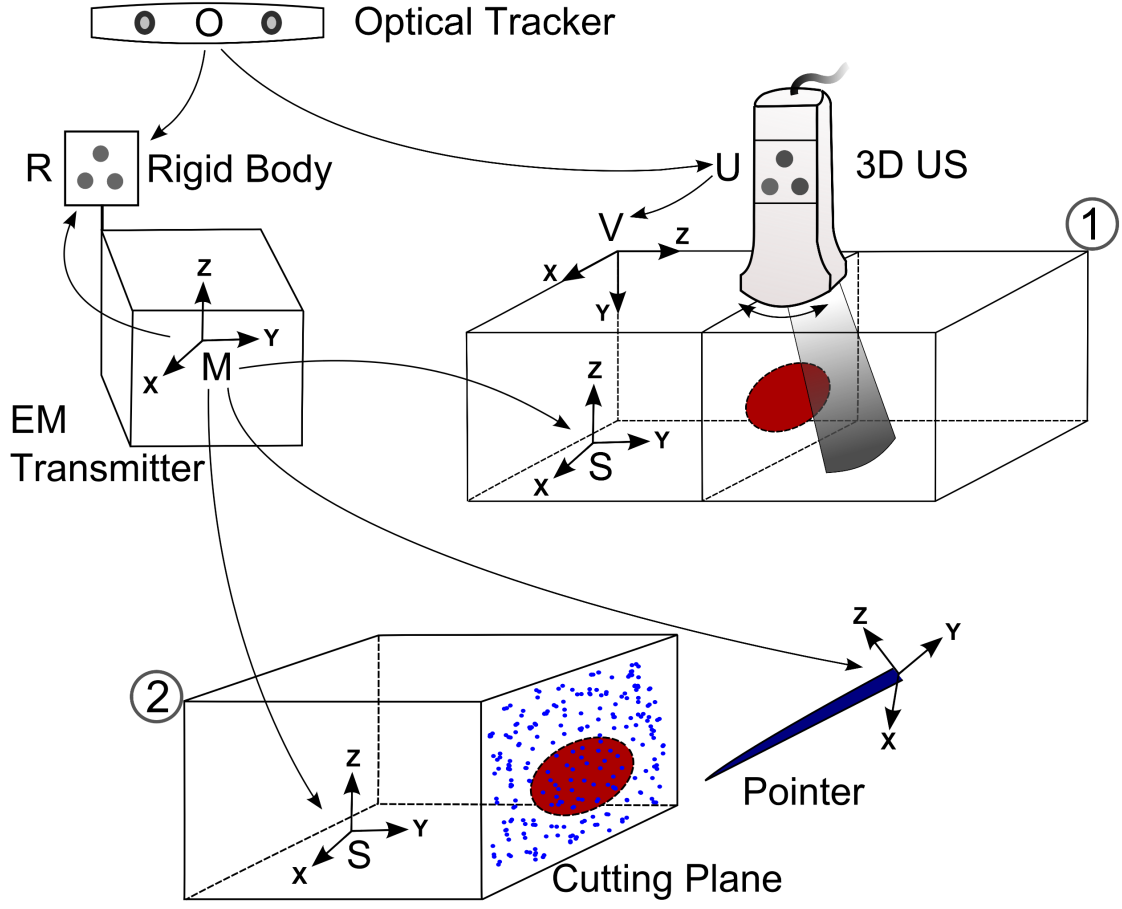 O
Optical Tracker
R
Rigid Body
U
3D US
V
1
Z
X
Y
Z
Y
M
X
Z
Y
S
X
EM
Transmitter
2
Z
Y
X
Pointer
Z
Y
S
X
Cutting Plane